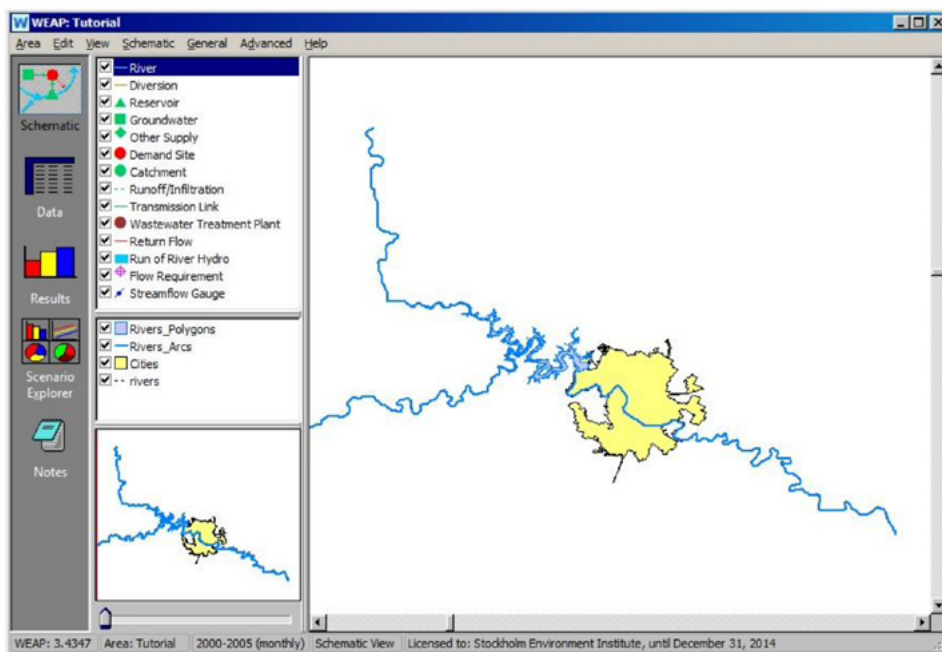 WEAP: Tutorial
Area Edit View Schematic General Advanced Help
Schematic
Data
Results
Scenario
Explorer
Notes
River
Diversion
Reservoir
Groundwater
Other Supply
Demand Site
Catchment
Runoff/Infiltration
Transmission Link
Wastewater Treatment Plant
Return Flow
Run of River Hydro
Flow Requirement
Streamflow Gauge
Rivers_Polygons
Rivers_Arcs
Cities
rivers
WEAP: 3.4347 Area: Tutorial 2000-2005 (monthly) Schematic View Licensed to: Stockholm Environment Institute, until December 31, 2014